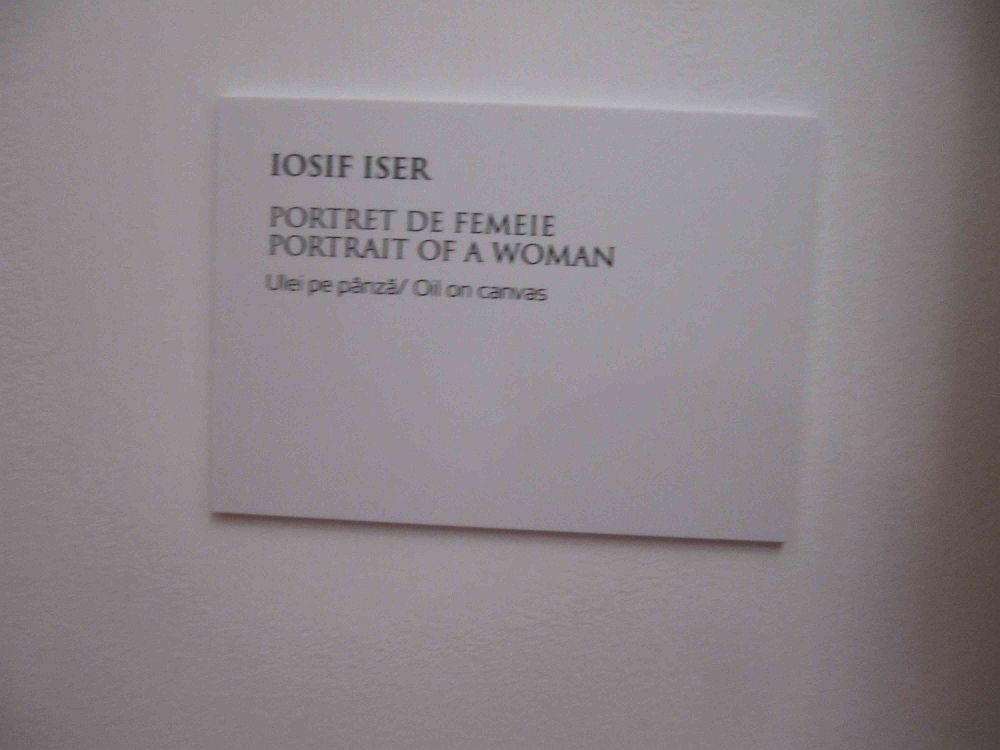 IOSIF ISER
PORTRET DE FEMEIE
PORTRAIT OF A WOMAN
Ulei pe pânză/ Oil on canvas